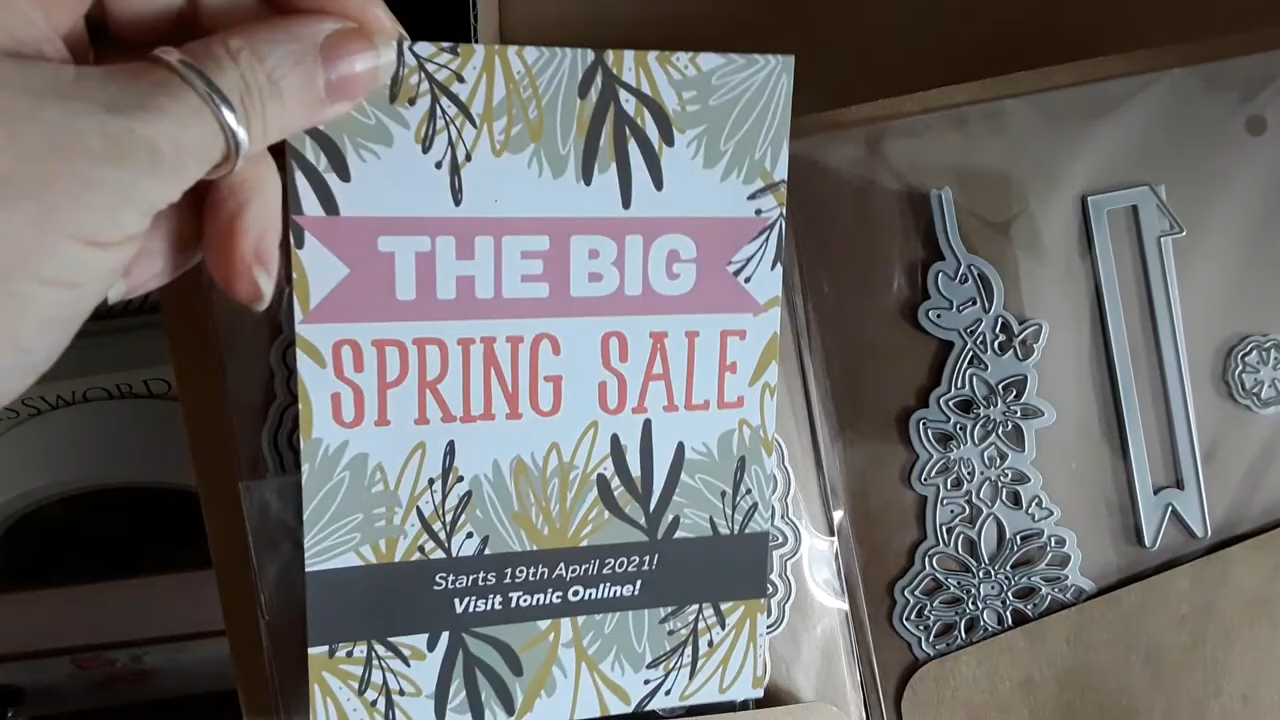 THE BIG
SPRING SALE
Starts 19th April 2021!
Visit Tonic Online!